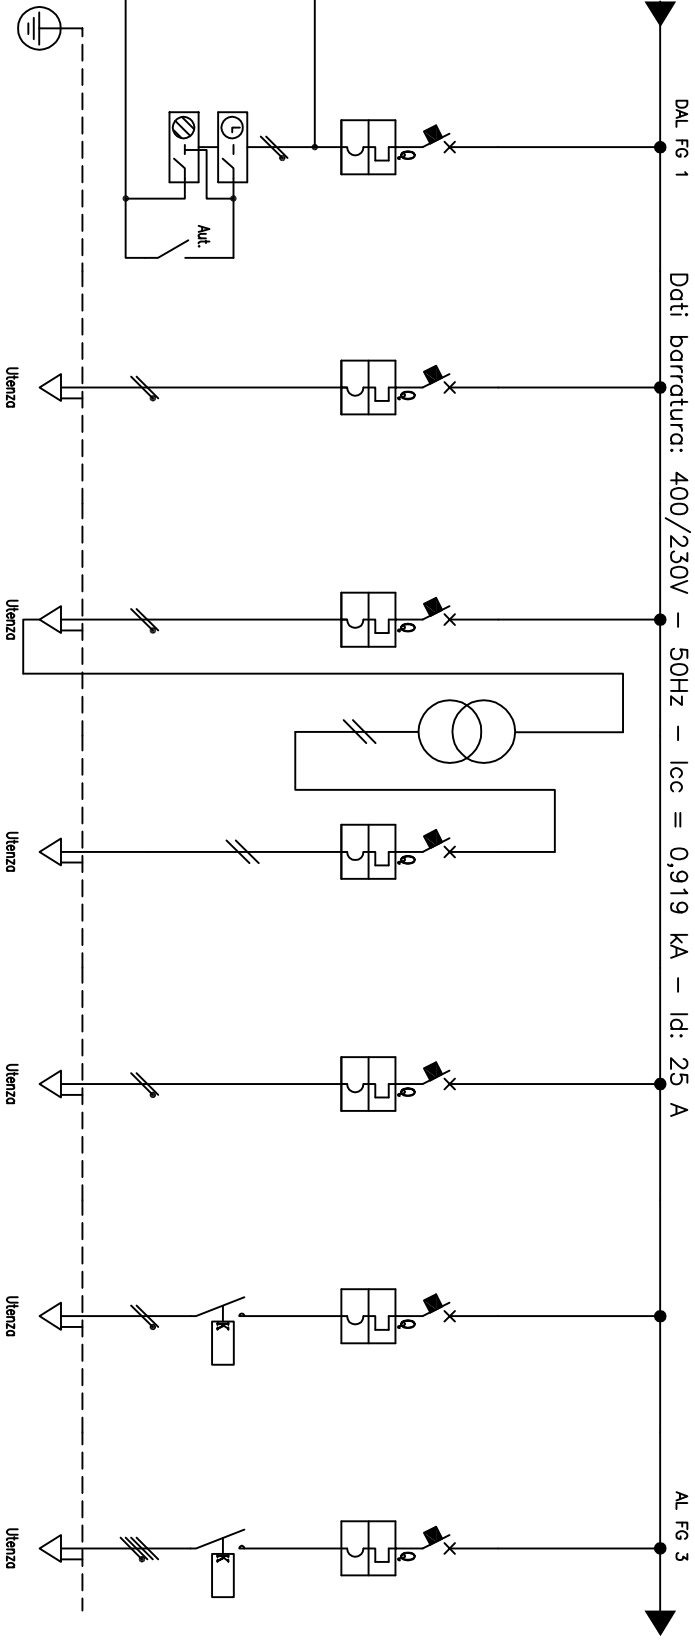 DAL FG 1
Dati barratura: 400/230V - 50Hz - Icc = 0,919 kA - Id: 25 A
AL FG 3
Aut.
L
K
K
Utenza
Utenza
Utenza
Utenza
Utenza
Utenza